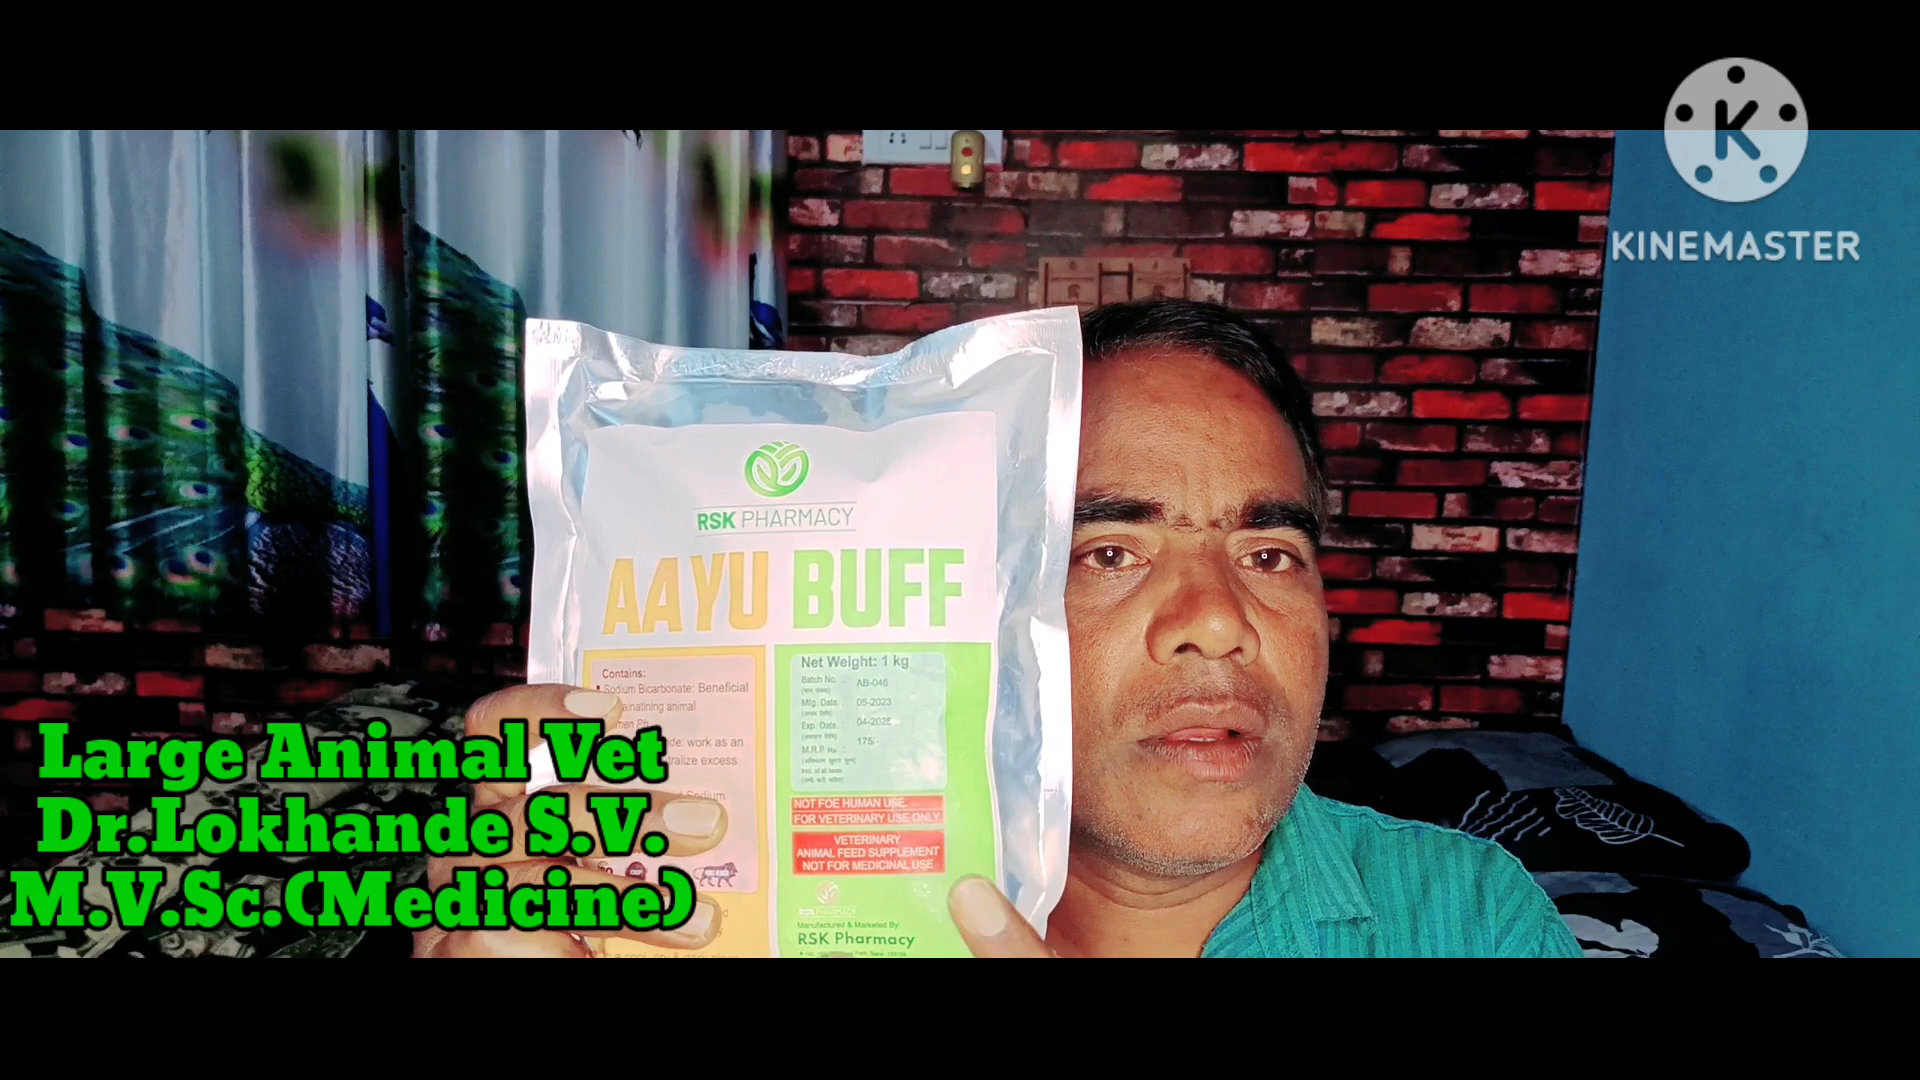 KINEMASTER
RSK PHARMACY
AAYU BUFF
Contains:
Sodium Bicarbonate: Beneficial
animal
work as an
excess
Net Weight: 1 kg
Batch No. : AB-046
Mfg. Date. : 05-2023
Exp. Date. :
M.R.P. : 175/-
NOT FOE HUMAN USE.
FOR VETERINARY USE ONLY
VETERINARY
ANIMAL FEED SUPPLEMENT
NOT FOR MEDICINAL USE
Manufactured & Marketed By:
RSK Pharmacy
Large Animal Vet
Dr.Lokhande S.V.
M.V.Sc.(Medicine)